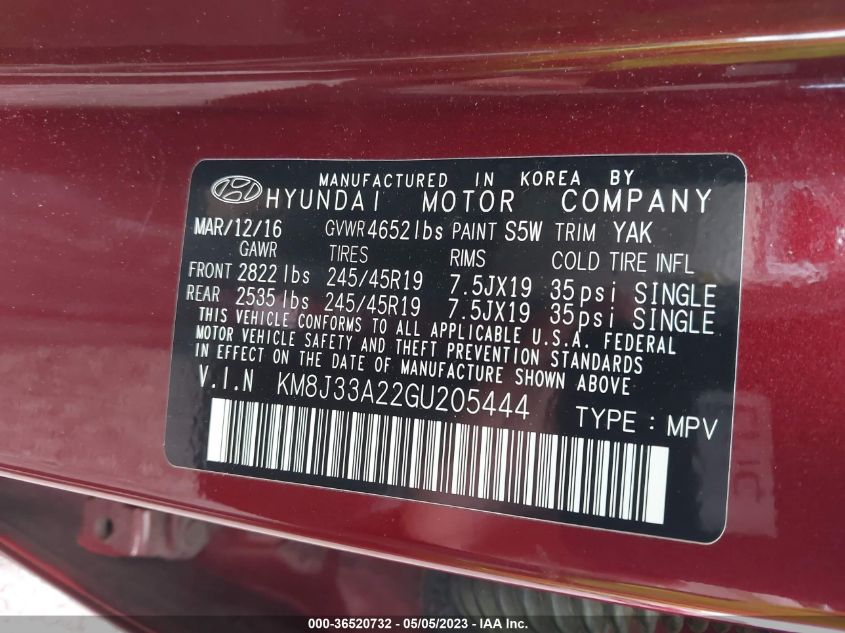 MANUFACTURED IN KOREA BY
HYUNDAI MOTOR COMPANY
MAR/12/16 GVWR 4652 lbs PAINT S5W TRIM YAK
GAWR TIRES RIMS COLD TIRE INFL
FRONT 2822 lbs 245/45R19 7.5JX19 35psi SINGLE
REAR 2535 lbs 245/45R19 7.5JX19 35psi SINGLE
THIS VEHICLE CONFORMS TO ALL APPLICABLE U.S.A. FEDERAL
MOTOR VEHICLE SAFETY AND THEFT PREVENTION STANDARDS
IN EFFECT ON THE DATE OF MANUFACTURE SHOWN ABOVE
V.I.N KM8J33A22GU205444 TYPE : MPV
000-36520732 - 05/05/2023 - IAA Inc.